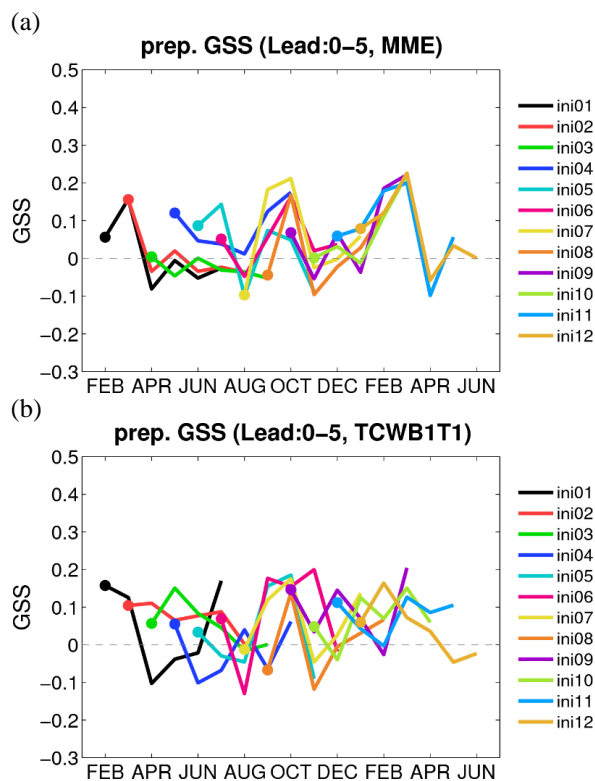 (a)
prep. GSS (Lead:0−5, MME)
0.5
0.4
0.3
0.2
0.1
0
−0.1
−0.2
−0.3
GSS
FEB APR JUN AUG OCT DEC FEB APR JUN
ini01
ini02
ini03
ini04
ini05
ini06
ini07
ini08
ini09
ini10
ini11
ini12
(b)
prep. GSS (Lead:0−5, TCWB1T1)
0.5
0.4
0.3
0.2
0.1
0
−0.1
−0.2
−0.3
GSS
FEB APR JUN AUG OCT DEC FEB APR JUN
ini01
ini02
ini03
ini04
ini05
ini06
ini07
ini08
ini09
ini10
ini11
ini12